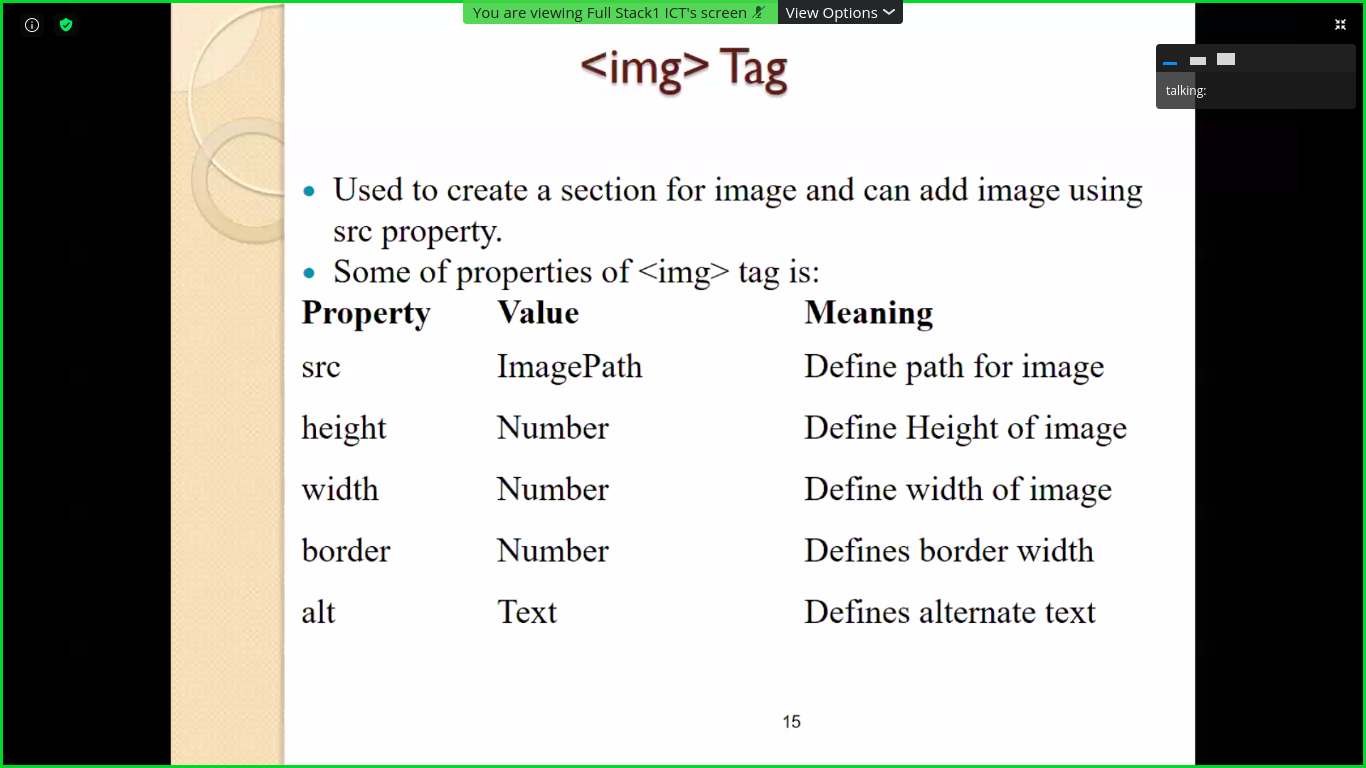 You are viewing Full Stack1 ICT's screen
View Options
<img> Tag
talking:
• Used to create a section for image and can add image using
src property.
• Some of properties of <img> tag is:
Property Value Meaning
src ImagePath Define path for image
height Number Define Height of image
width Number Define width of image
border Number Defines border width
alt Text Defines alternate text
15